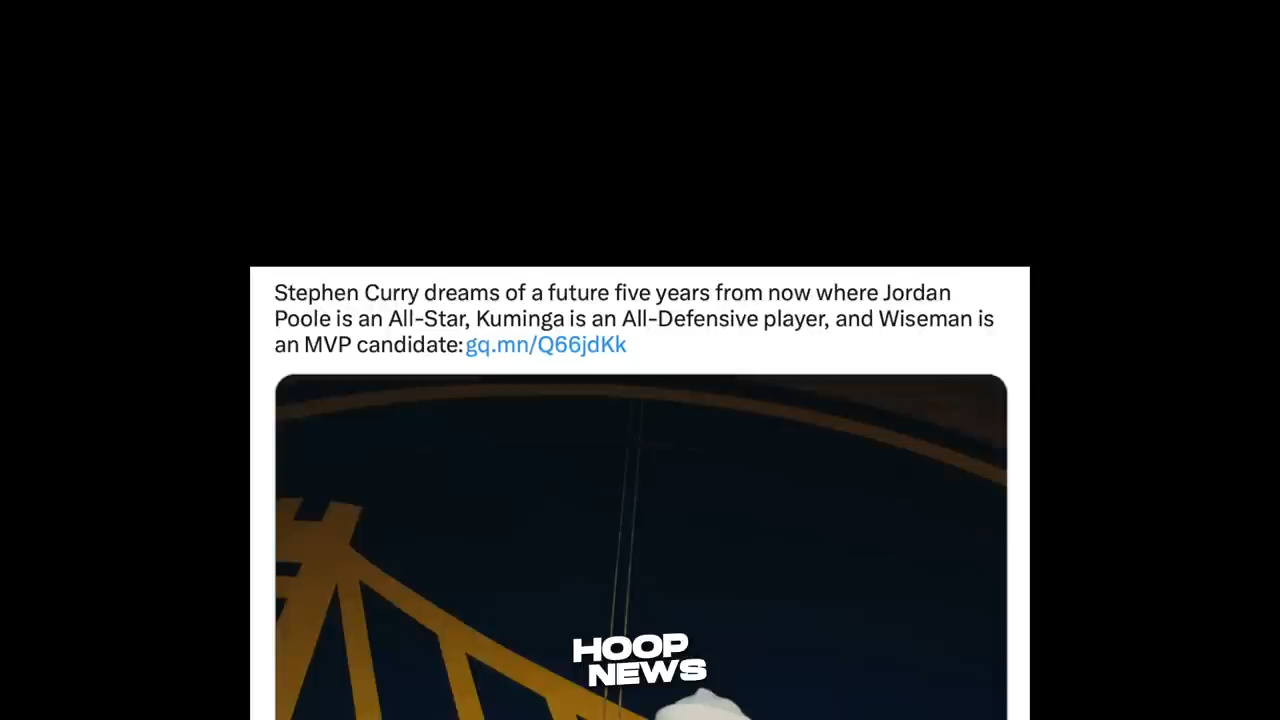 Stephen Curry dreams of a future five years from now where Jordan
Poole is an All-Star, Kuminga is an All-Defensive player, and Wiseman is
an MVP candidate: gq.mn/Q66jdKk
HOOP
NEWS